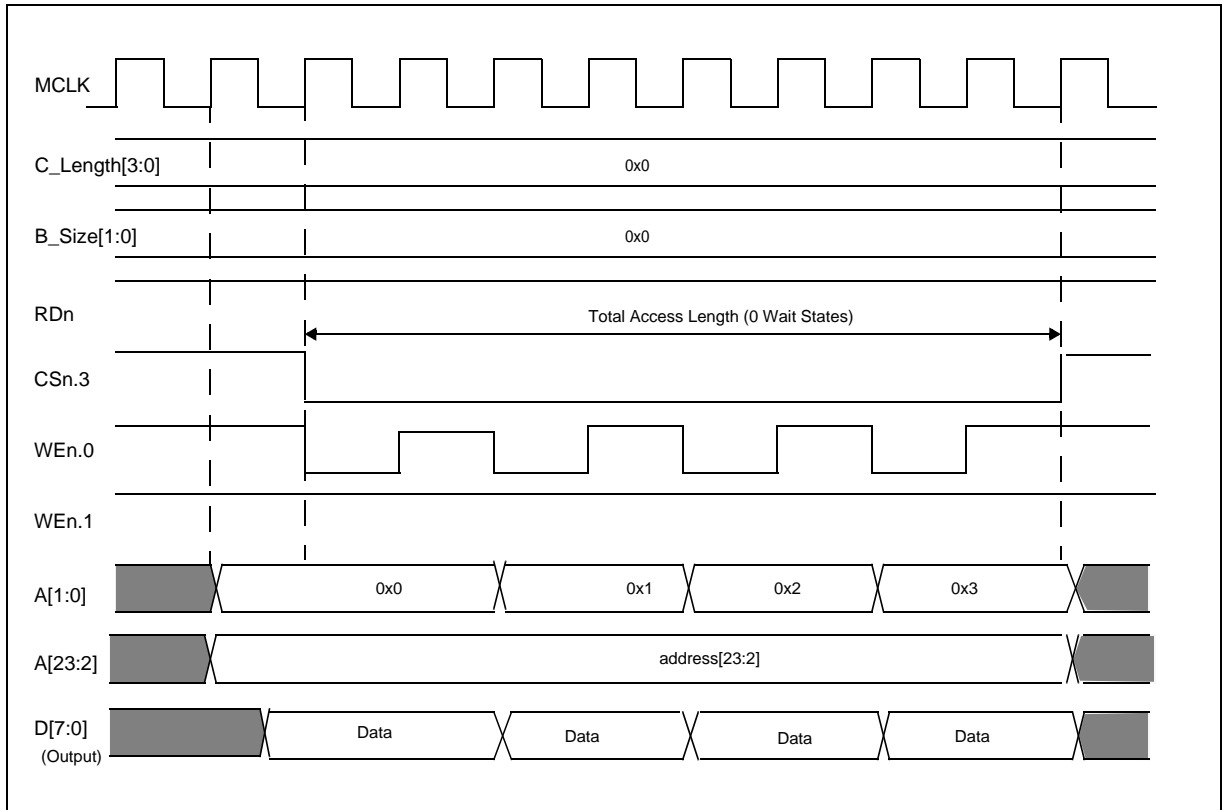 MCLK
C_Length[3:0]
0x0
B_Size[1:0]
0x0
RDn
Total Access Length (0 Wait States)
CSn.3
WEn.0
WEn.1
A[1:0]
0x0
0x1
0x2
0x3
A[23:2]
address[23:2]
D[7:0]
(Output)
Data
Data
Data
Data